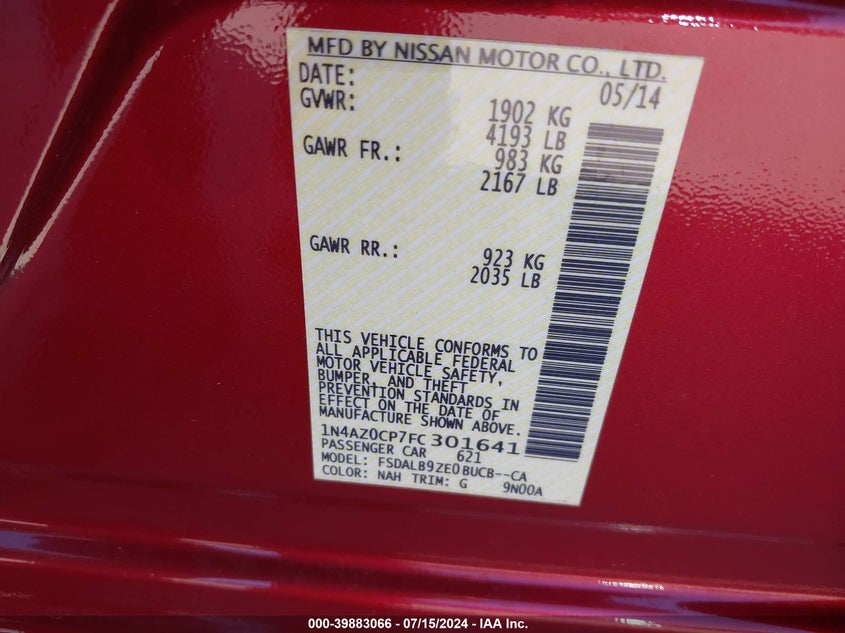 MFD BY NISSAN MOTOR CO., LTD.
DATE: 05/14
GVWR: 1902 KG
4193 LB
GAWR FR.: 983 KG
2167 LB
GAWR RR.: 923 KG
2035 LB
THIS VEHICLE CONFORMS TO
ALL APPLICABLE FEDERAL
MOTOR VEHICLE SAFETY,
BUMPER, AND THEFT
PREVENTION STANDARDS IN
EFFECT ON THE DATE OF
MANUFACTURE SHOWN ABOVE.
1N4AZ0CP7FC301641
PASSENGER CAR 621
MODEL: FSDALB9ZE0BUCB--CA
COLOR: NAH TRIM: G 9N00A
000-39883066 - 07/15/2024 - IAA Inc.